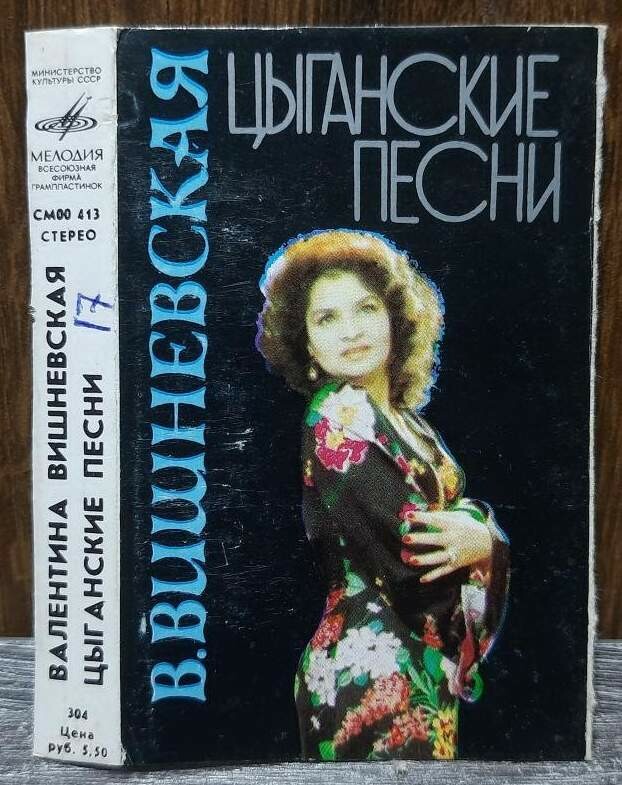 МИНИСТЕРСТВО
КУЛЬТУРЫ СССР
МЕЛОДИЯ
ВСЕСОЮЗНАЯ
ФИРМА
ГРАМПЛАСТИНОК
СМ00 413
СТЕРЕО
17
ВАЛЕНТИНА ВИШНЕВСКАЯ
ЦЫГАНСКИЕ ПЕСНИ
304
Цена
руб. 5.50
В.ВИШНЕВСКАЯ
ЦЫГАНСКИЕ
ПЕСНИ